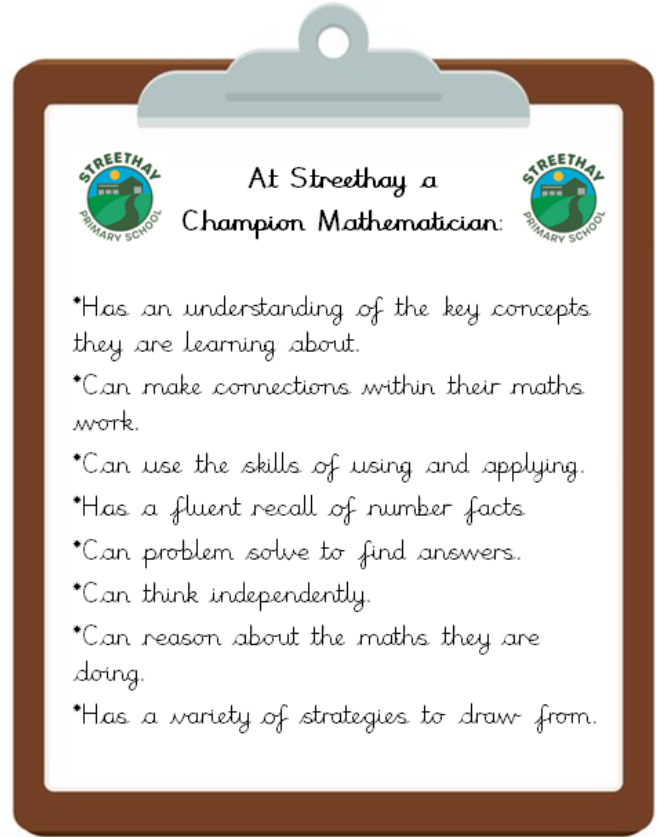 STREETHAY
PRIMARY SCHOOL
At Streethay a
Champion Mathematician:
STREETHAY
PRIMARY SCHOOL
*Has an understanding of the key concepts
they are learning about.
*Can make connections within their maths
work.
*Can use the skills of using and applying.
*Has a fluent recall of number facts
*Can problem solve to find answers.
*Can think independently.
*Can reason about the maths they are
doing.
*Has a variety of strategies to draw from.